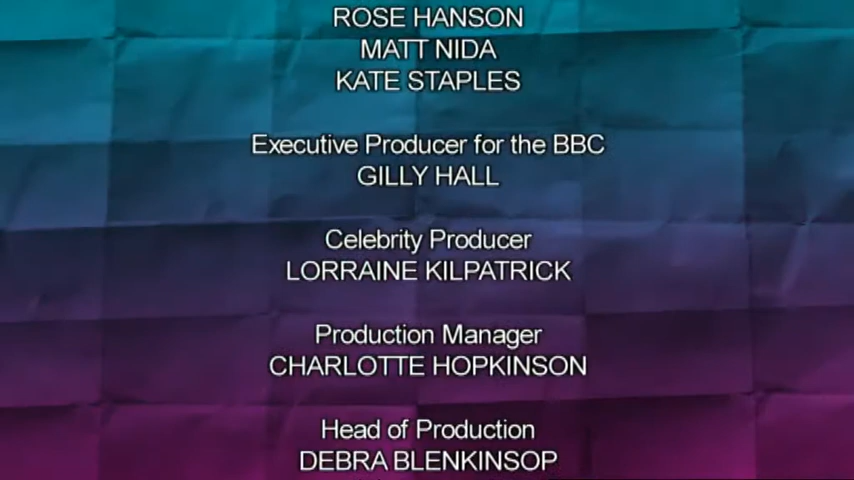 ROSE HANSON
MATT NIDA
KATE STAPLES
Executive Producer for the BBC
GILLY HALL
Celebrity Producer
LORRAINE KILPATRICK
Production Manager
CHARLOTTE HOPKINSON
Head of Production
DEBRA BLENKINSOP